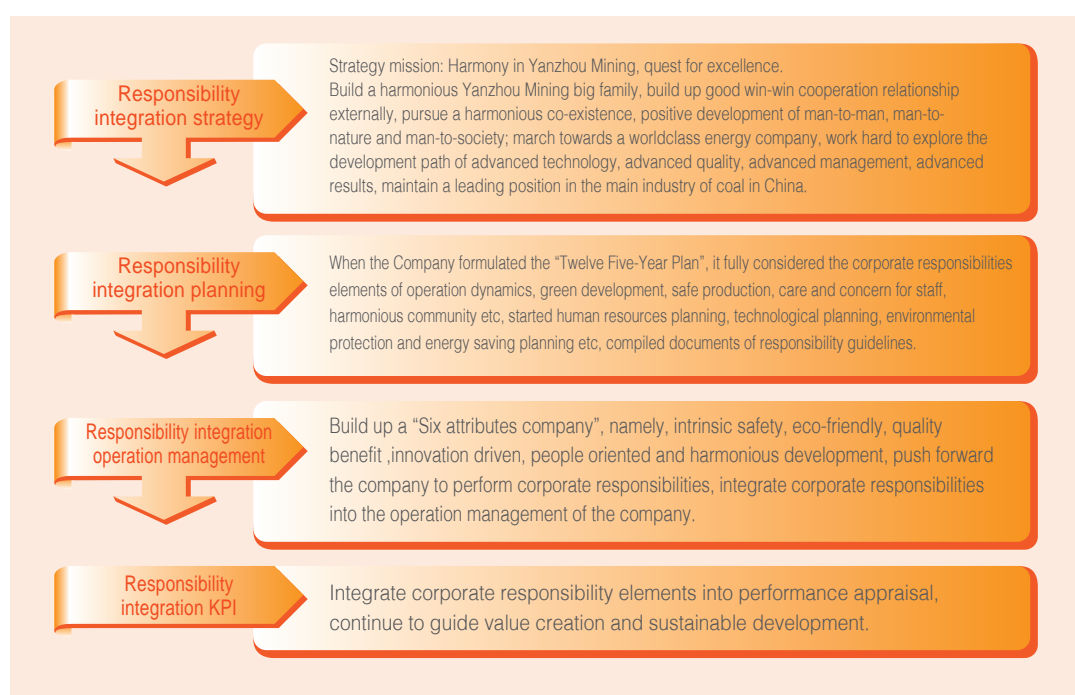 Responsibility
integration strategy
Strategy mission: Harmony in Yanzhou Mining, quest for excellence.
Build a harmonious Yanzhou Mining big family, build up good win-win cooperation relationship
externally, pursue a harmonious co-existence, positive development of man-to-man, man-to-
nature and man-to-society; march towards a worldclass energy company, work hard to explore the
development path of advanced technology, advanced quality, advanced management, advanced
results, maintain a leading position in the main industry of coal in China.
Responsibility
integration planning
When the Company formulated the “Twelve Five-Year Plan”, it fully considered the corporate responsibilities
elements of operation dynamics, green development, safe production, care and concern for staff,
harmonious community etc, started human resources planning, technological planning, environmental
protection and energy saving planning etc, compiled documents of responsibility guidelines.
Responsibility integration
operation management
Build up a “Six attributes company”, namely, intrinsic safety, eco-friendly, quality
benefit ,innovation driven, people oriented and harmonious development, push forward
the company to perform corporate responsibilities, integrate corporate responsibilities
into the operation management of the company.
Responsibility
integration KPI
Integrate corporate responsibility elements into performance appraisal,
continue to guide value creation and sustainable development.